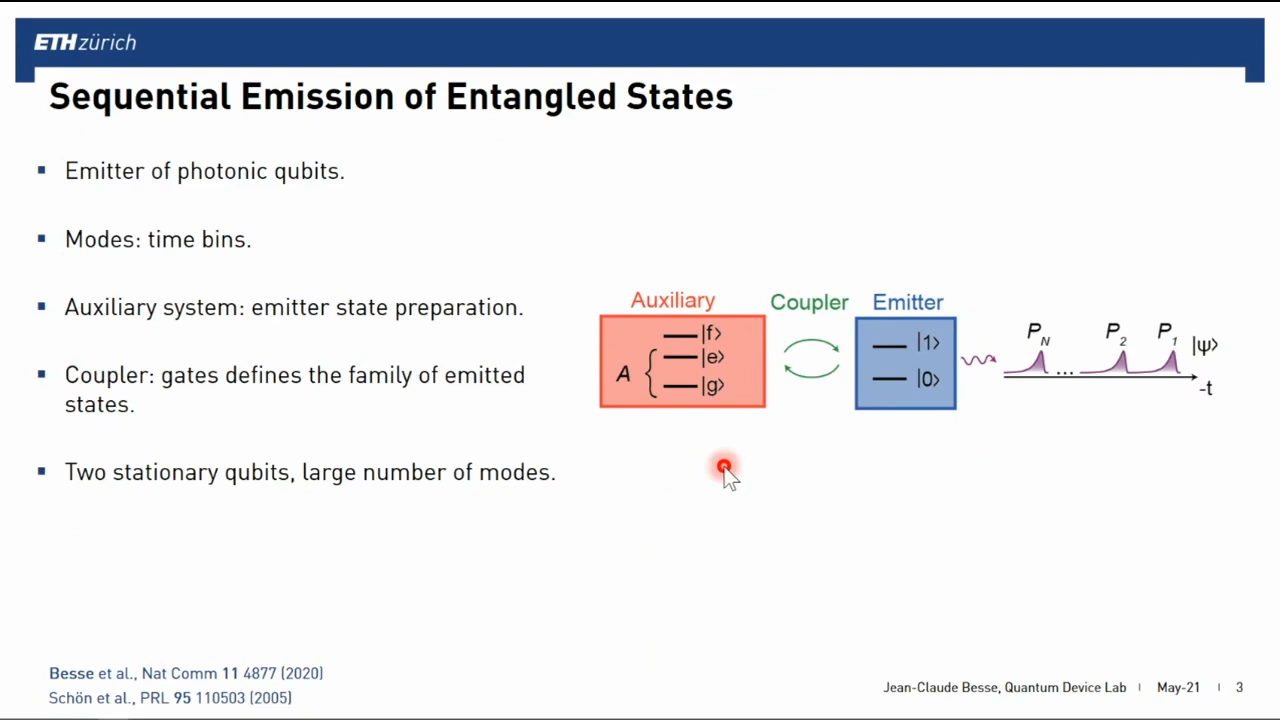 ETH zürich
Sequential Emission of Entangled States
Emitter of photonic qubits.
Modes: time bins.
Auxiliary system: emitter state preparation.
Coupler: gates defines the family of emitted
states.
Two stationary qubits, large number of modes.
Auxiliary
Coupler
Emitter
A
|f⟩
|e⟩
|g⟩
|1⟩
|0⟩
P_N
...
P_2
P_1
|ψ⟩
-t
Besse et al., Nat Comm 11 4877 (2020)
Schön et al., PRL 95 110503 (2005)
Jean-Claude Besse, Quantum Device Lab | May-21 | 3